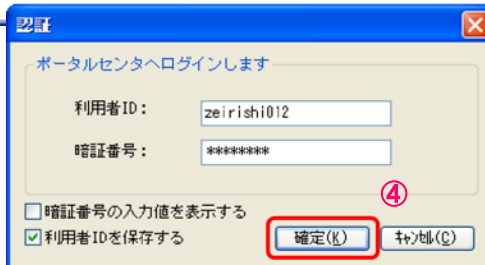 認証
ポータルセンタへログインします
利用者ID：
zeirishi012
暗証番号：
********
④
暗証番号の入力値を表示する
利用者IDを保存する
確定(K)
ｷｬﾝｾﾙ(C)